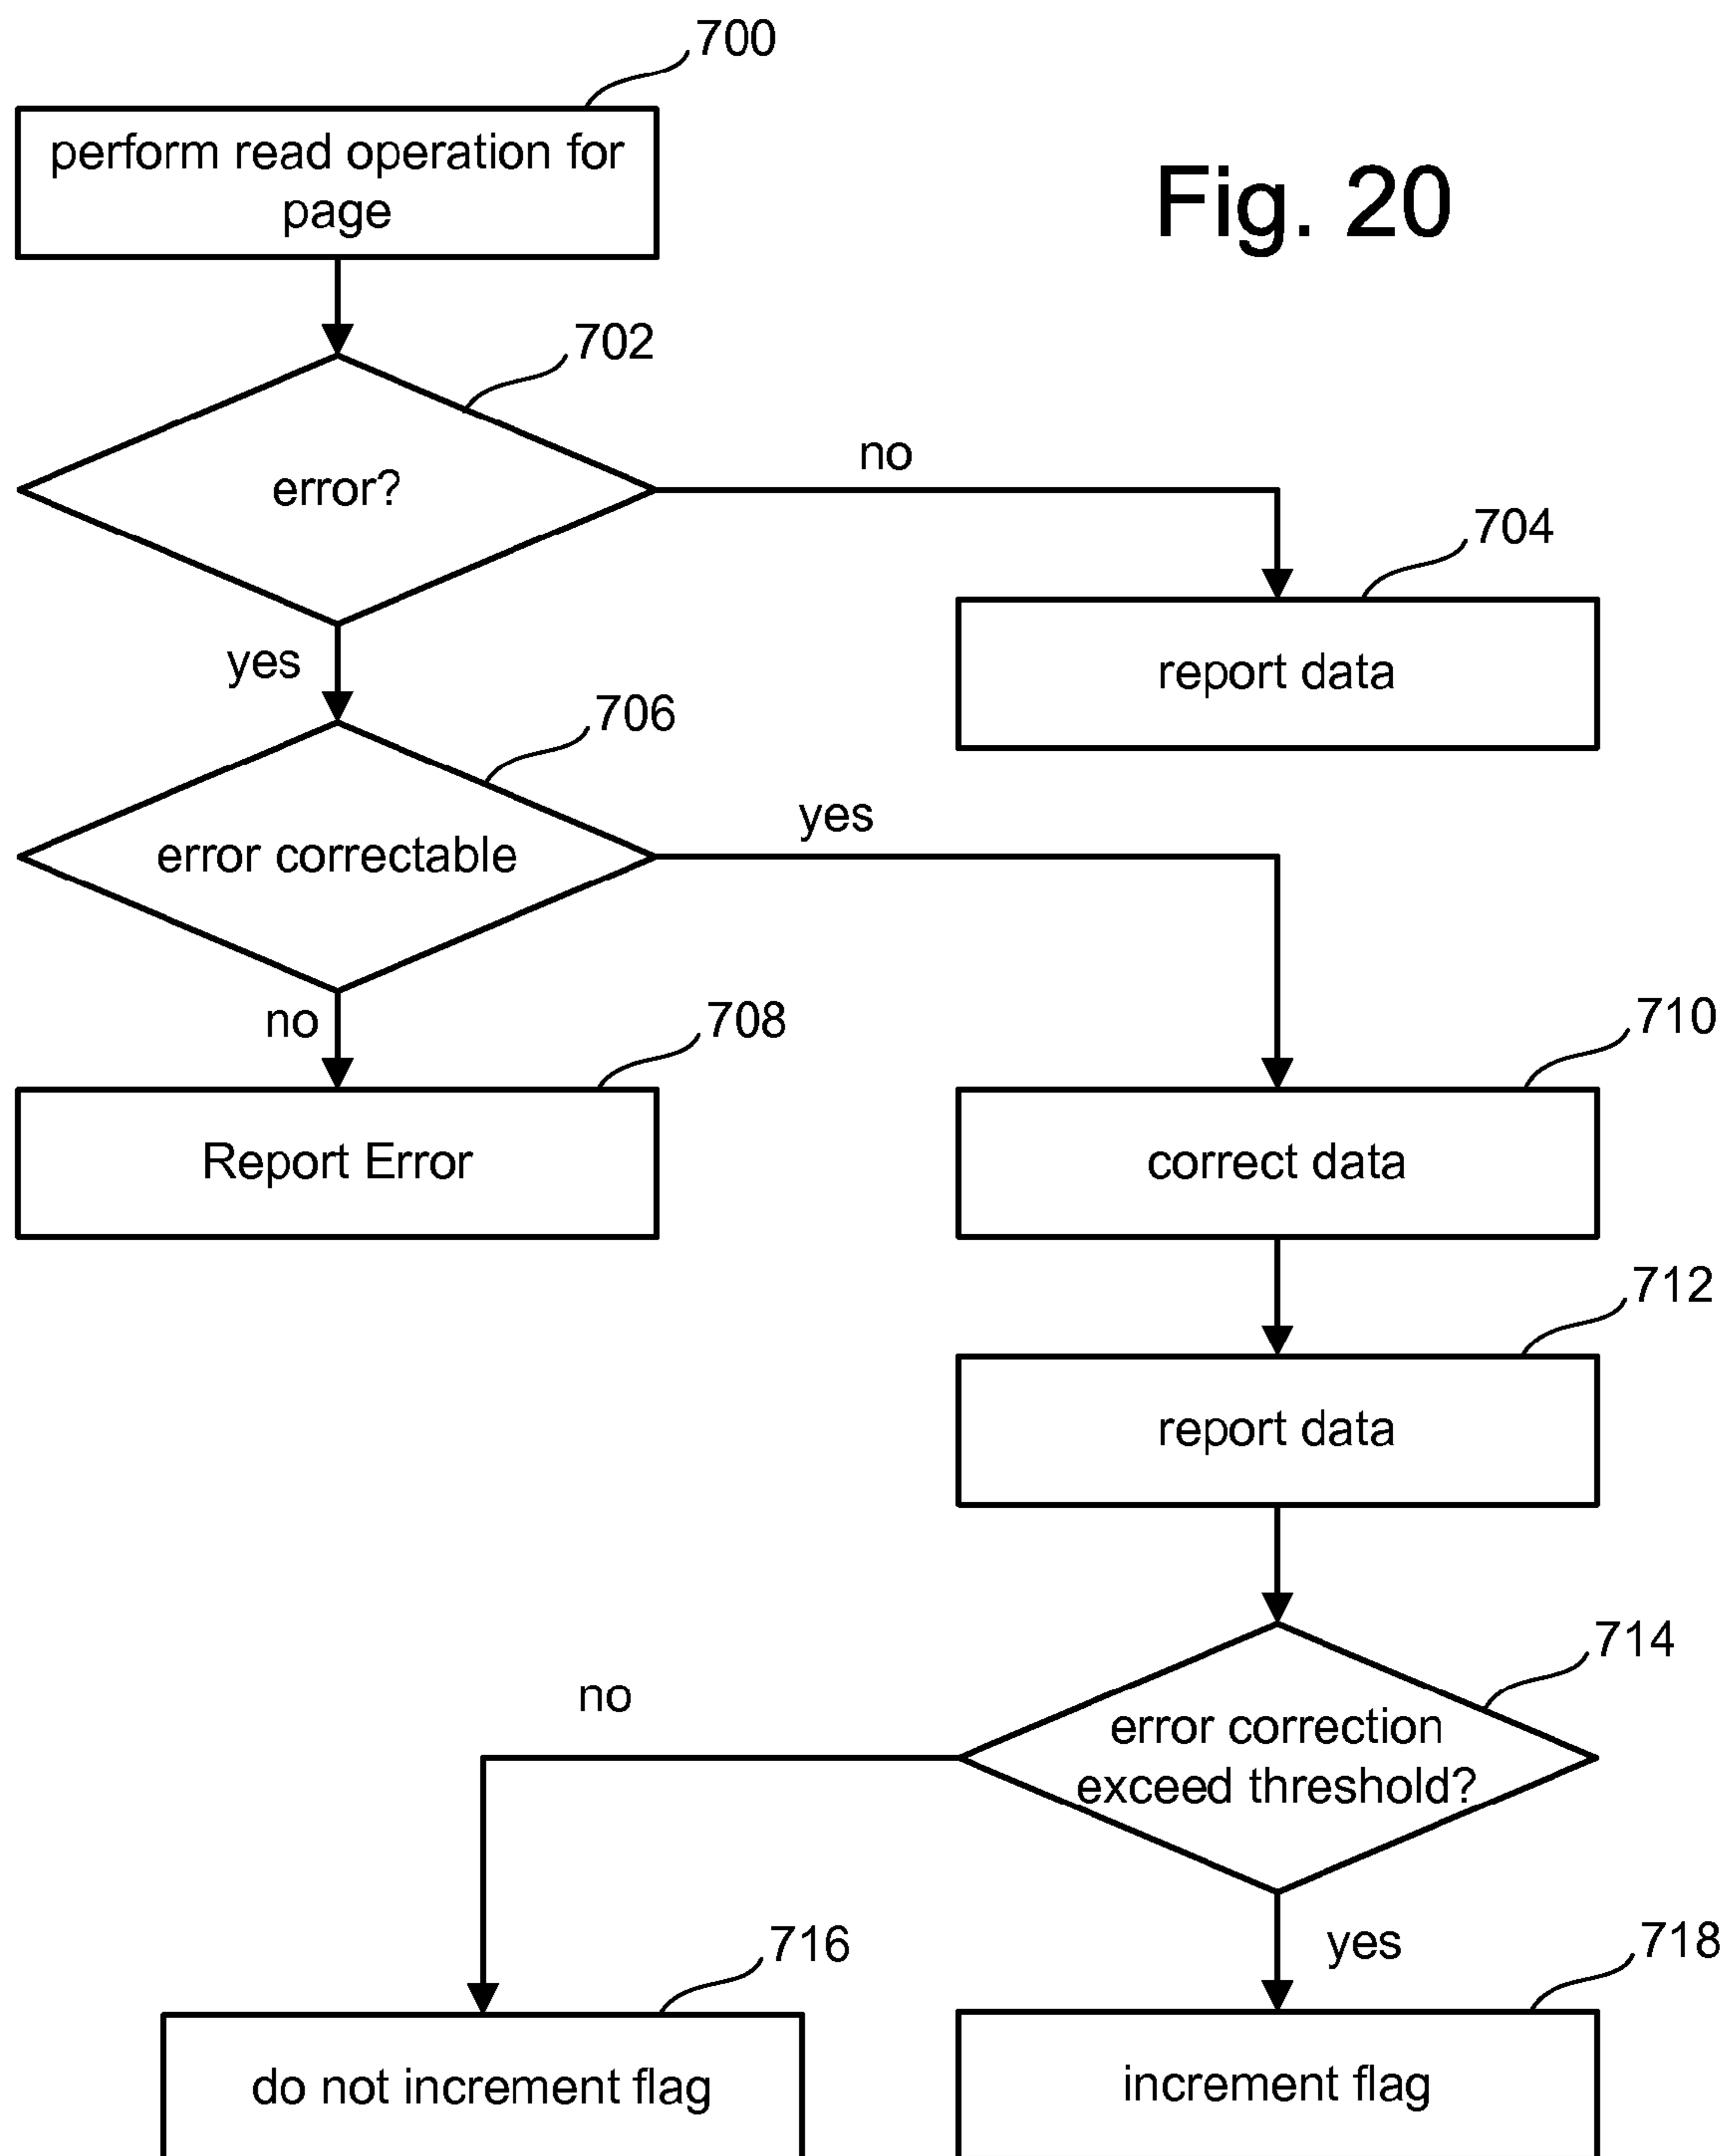 700
perform read operation for
page
Fig. 20
702
error?
no
704
report data
yes
706
error correctable
yes
no
708
Report Error
710
correct data
712
report data
714
error correction
exceed threshold?
no
yes
716
do not increment flag
718
increment flag